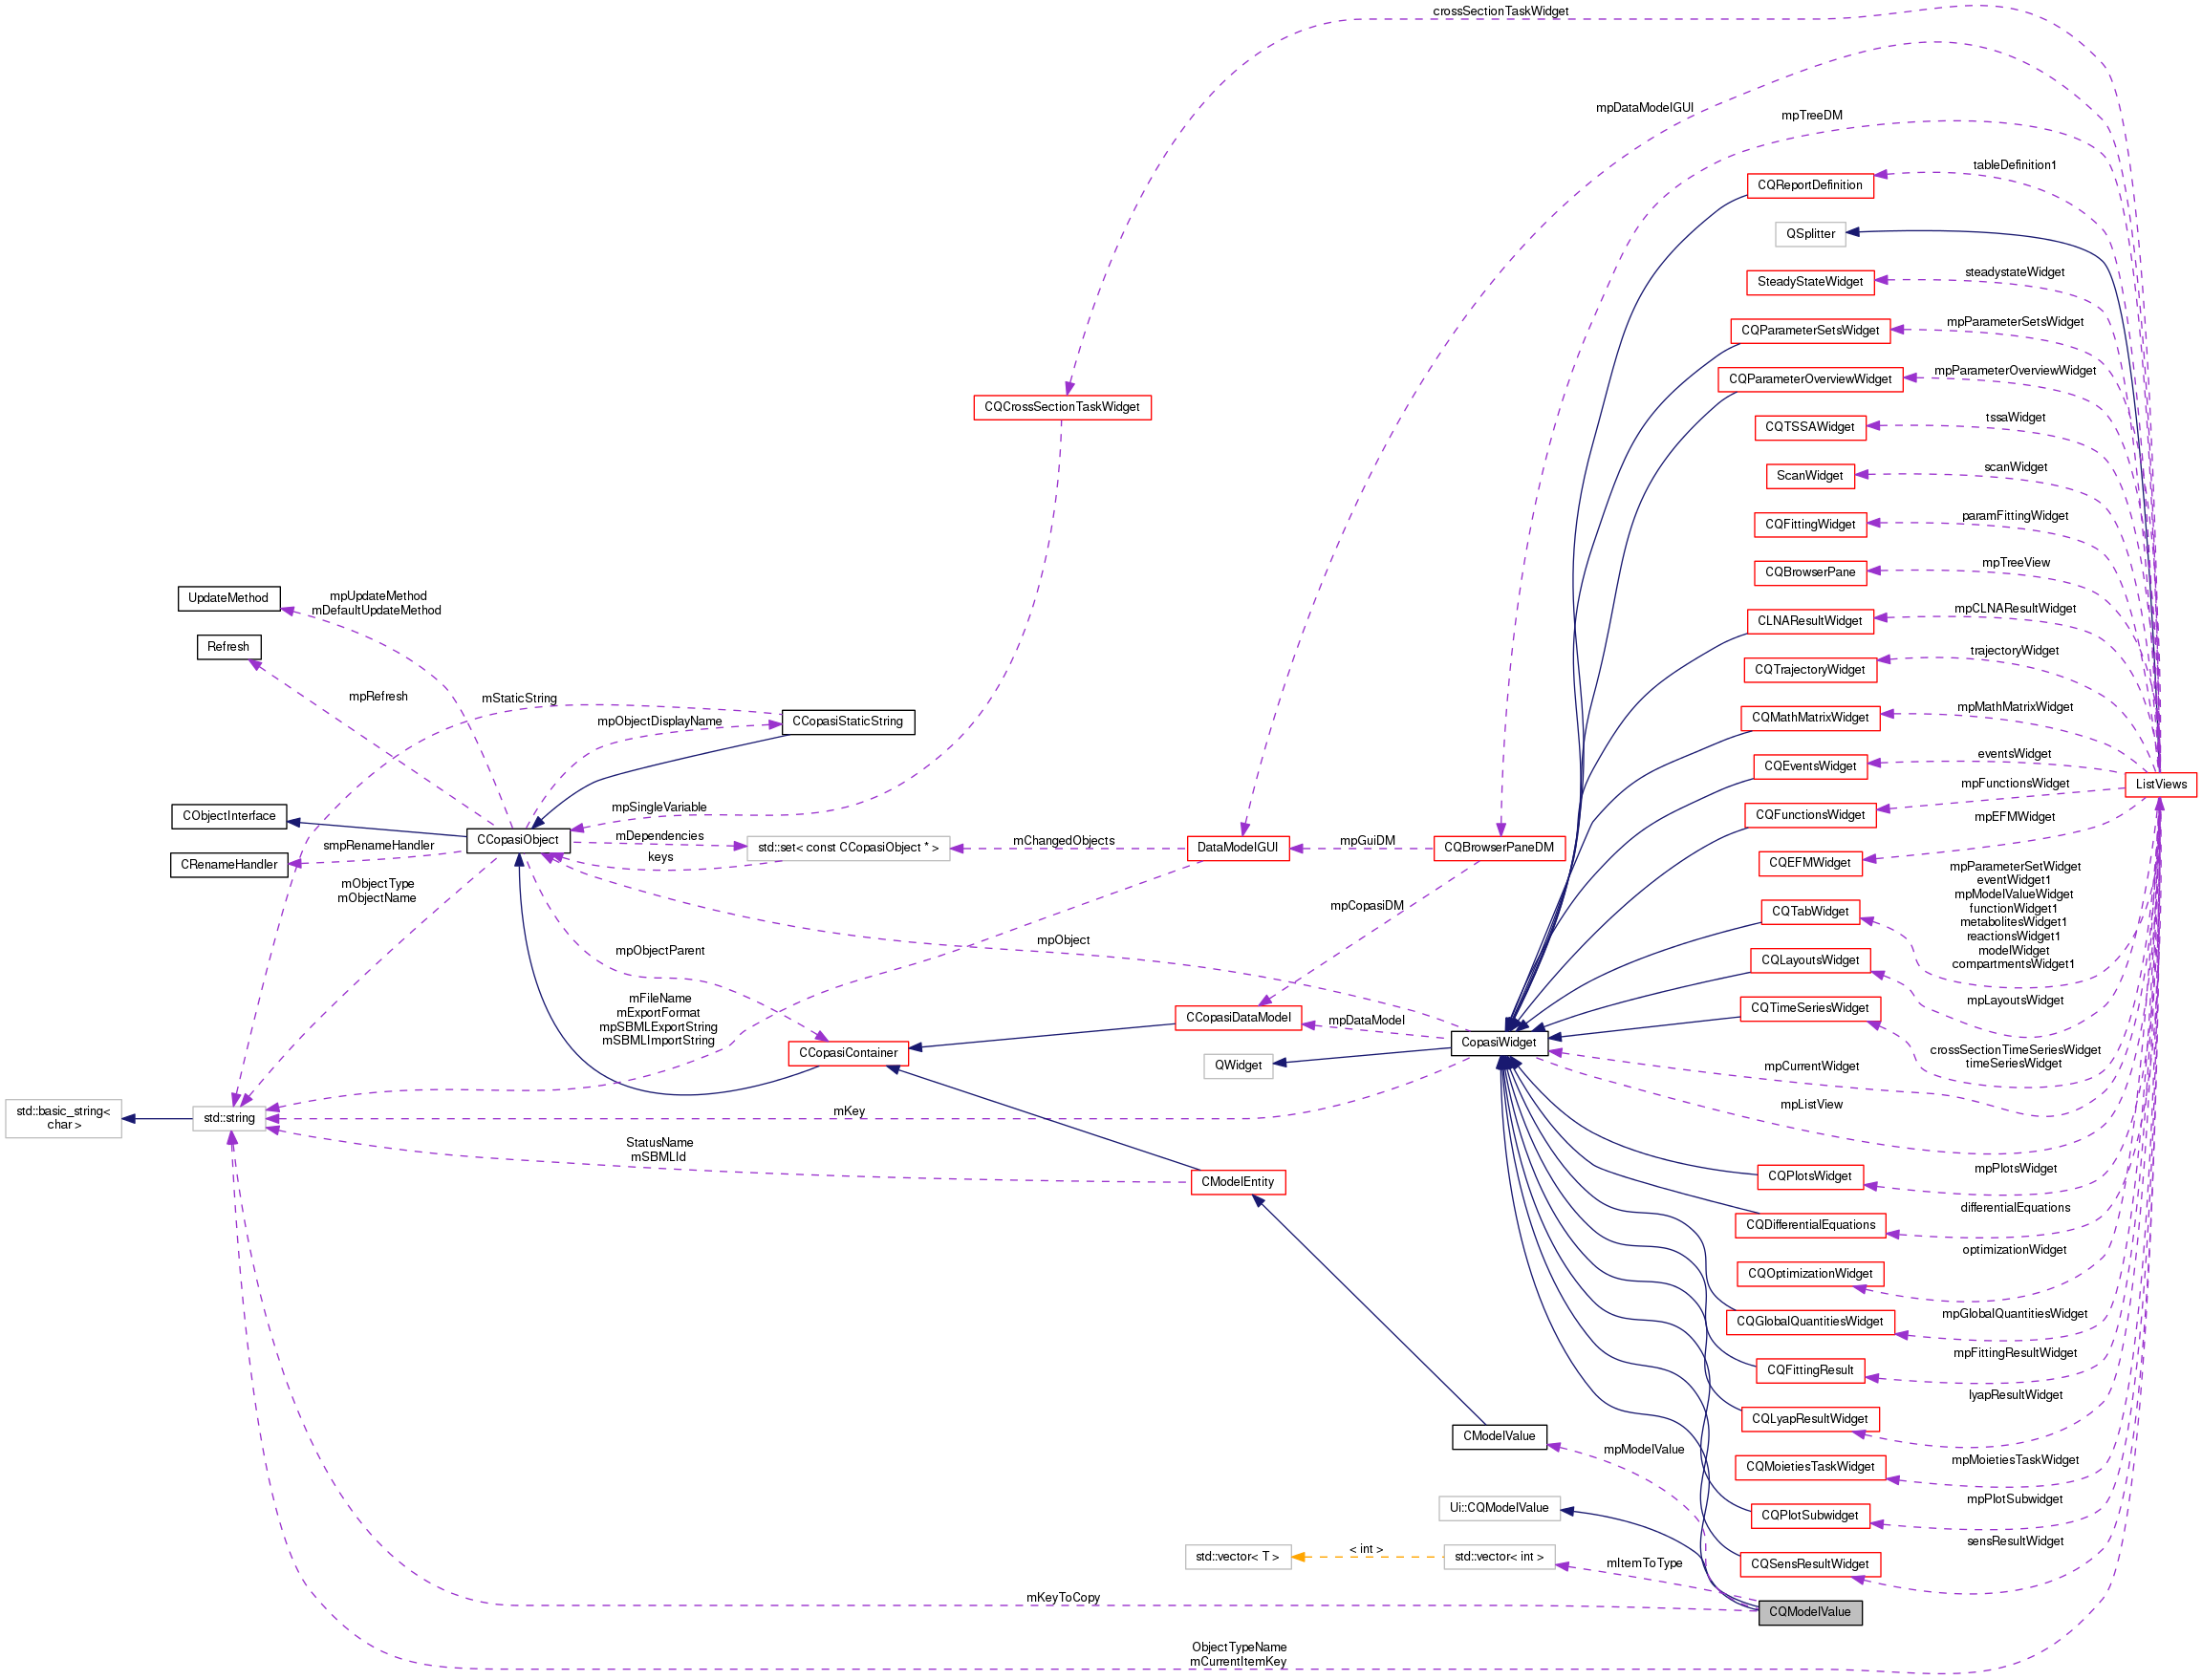 crossSectionTaskWidget
mpDataModelGUI
mpTreeDM
tableDefinition1
CQReportDefinition
QSplitter
steadystateWidget
SteadyStateWidget
mpParameterSetsWidget
CQParameterSetsWidget
mpParameterOverviewWidget
CQParameterOverviewWidget
CQCrossSectionTaskWidget
tssaWidget
CQTSSAWidget
scanWidget
ScanWidget
paramFittingWidget
CQFittingWidget
mpTreeView
CQBrowserPane
UpdateMethod
mpUpdateMethod
mDefaultUpdateMethod
mpCLNAResultWidget
CLNAResultWidget
Refresh
trajectoryWidget
CQTrajectoryWidget
mpRefresh
mStaticString
mpObjectDisplayName
CCopasiStaticString
mpMathMatrixWidget
CQMathMatrixWidget
eventsWidget
CQEventsWidget
ListViews
mpFunctionsWidget
CQFunctionsWidget
CObjectInterface
mpSingleVariable
CCopasiObject
mDependencies
keys
std::set< const CCopasiObject * >
mChangedObjects
DataModelGUI
mpGuiDM
CQBrowserPaneDM
smpRenameHandler
CRenameHandler
mpEFMWidget
CQEFMWidget
mObjectType
mObjectName
mpParameterSetWidget
eventWidget1
mpModelValueWidget
functionWidget1
metabolitesWidget1
reactionsWidget1
modelWidget
compartmentsWidget1
CQTabWidget
mpCopasiDM
mpObject
mpObjectParent
CQLayoutsWidget
mpLayoutsWidget
mFileName
mExportFormat
mpSBMLExportString
mSBMLImportString
CCopasiDataModel
mpDataModel
CQTimeSeriesWidget
crossSectionTimeSeriesWidget
timeSeriesWidget
CopasiWidget
CCopasiContainer
QWidget
mpCurrentWidget
mpListView
std::basic_string<
char >
std::string
mKey
StatusName
mSBMLId
CModelEntity
mpPlotsWidget
CQPlotsWidget
differentialEquations
CQDifferentialEquations
optimizationWidget
CQOptimizationWidget
mpGlobalQuantitiesWidget
CQGlobalQuantitiesWidget
mpFittingResultWidget
CQFittingResult
lyapResultWidget
CQLyapResultWidget
CModelValue
mpModelValue
mpMoietiesTaskWidget
CQMoietiesTaskWidget
mpPlotSubwidget
CQPlotSubwidget
Ui::CQModelValue
sensResultWidget
CQSensResultWidget
std::vector< T >
< int >
std::vector< int >
mItemToType
mKeyToCopy
CQModelValue
ObjectTypeName
mCurrentItemKey